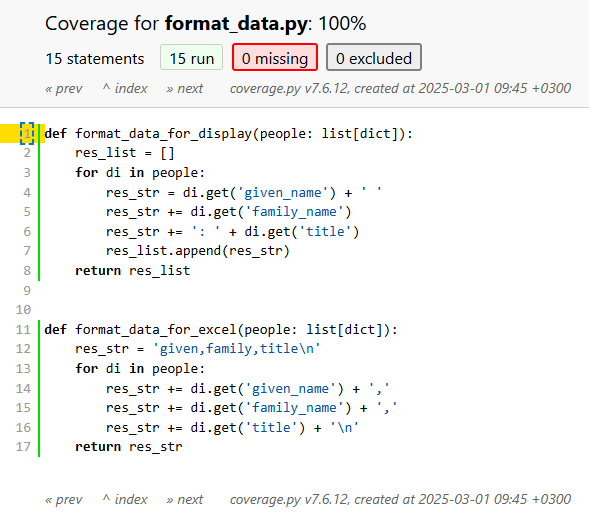 Coverage for format_data.py: 100%
15 statements 15 run 0 missing 0 excluded
« prev ^ index » next coverage.py v7.6.12, created at 2025-03-01 09:45 +0300
1 def format_data_for_display(people: list[dict]):
2     res_list = []
3     for di in people:
4         res_str = di.get('given_name') + ' '
5         res_str += di.get('family_name')
6         res_str += ': ' + di.get('title')
7         res_list.append(res_str)
8     return res_list
9
10
11 def format_data_for_excel(people: list[dict]):
12     res_str = 'given,family,title\n'
13     for di in people:
14         res_str += di.get('given_name') + ','
15         res_str += di.get('family_name') + ','
16         res_str += di.get('title') + '\n'
17     return res_str
« prev ^ index » next coverage.py v7.6.12, created at 2025-03-01 09:45 +0300